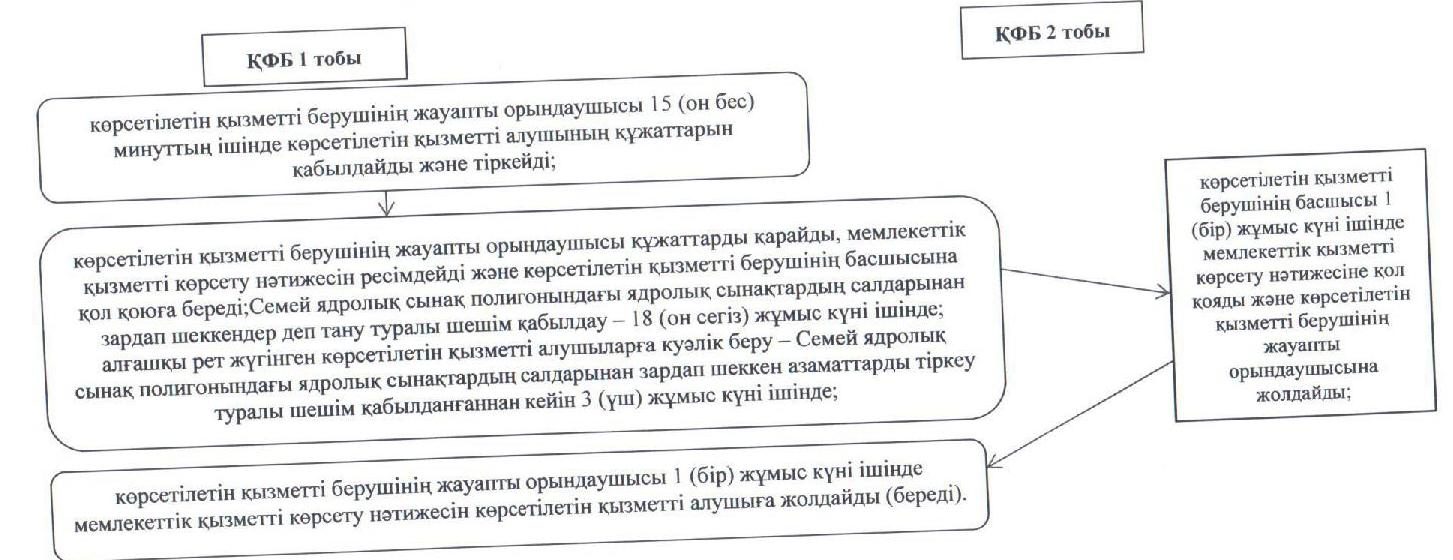 ҚФБ 1 тобы
ҚФБ 2 тобы
көрсетілетін қызметті берушінің жауапты орындаушысы 15 (он бес)
минуттың ішінде көрсетілетін қызметті алушының құжаттарын
қабылдайды және тіркейді;
көрсетілетін қызметті берушінің жауапты орындаушысы құжаттарды қарайды, мемлекеттік
қызметті көрсету нәтижесін ресімдейді және көрсетілетін қызметті берушінің басшысына
қол қоюға береді;Семей ядролық сынақ полигонындағы ядролық сынақтардың салдарынан
зардап шеккендер деп тану туралы шешім қабылдау – 18 (он сегіз) жұмыс күні ішінде;
алғашқы рет жүгінген көрсетілетін қызметті алушыларға куәлік беру – Семей ядролық
сынақ полигонындағы ядролық сынақтардың салдарынан зардап шеккен азаматтарды тіркеу
туралы шешім қабылданғаннан кейін 3 (үш) жұмыс күні ішінде;
көрсетілетін қызметті
берушінің басшысы 1
(бір) жұмыс күні ішінде
мемлекеттік қызметті
көрсету нәтижесіне қол
қояды және көрсетілетін
қызметті берушінің
жауапты
орындаушысына
жолдайды;
көрсетілетін қызметті берушінің жауапты орындаушысы 1 (бір) жұмыс күні ішінде
мемлекеттік қызметті көрсету нәтижесін көрсетілетін қызметті алушыға жолдайды (береді).